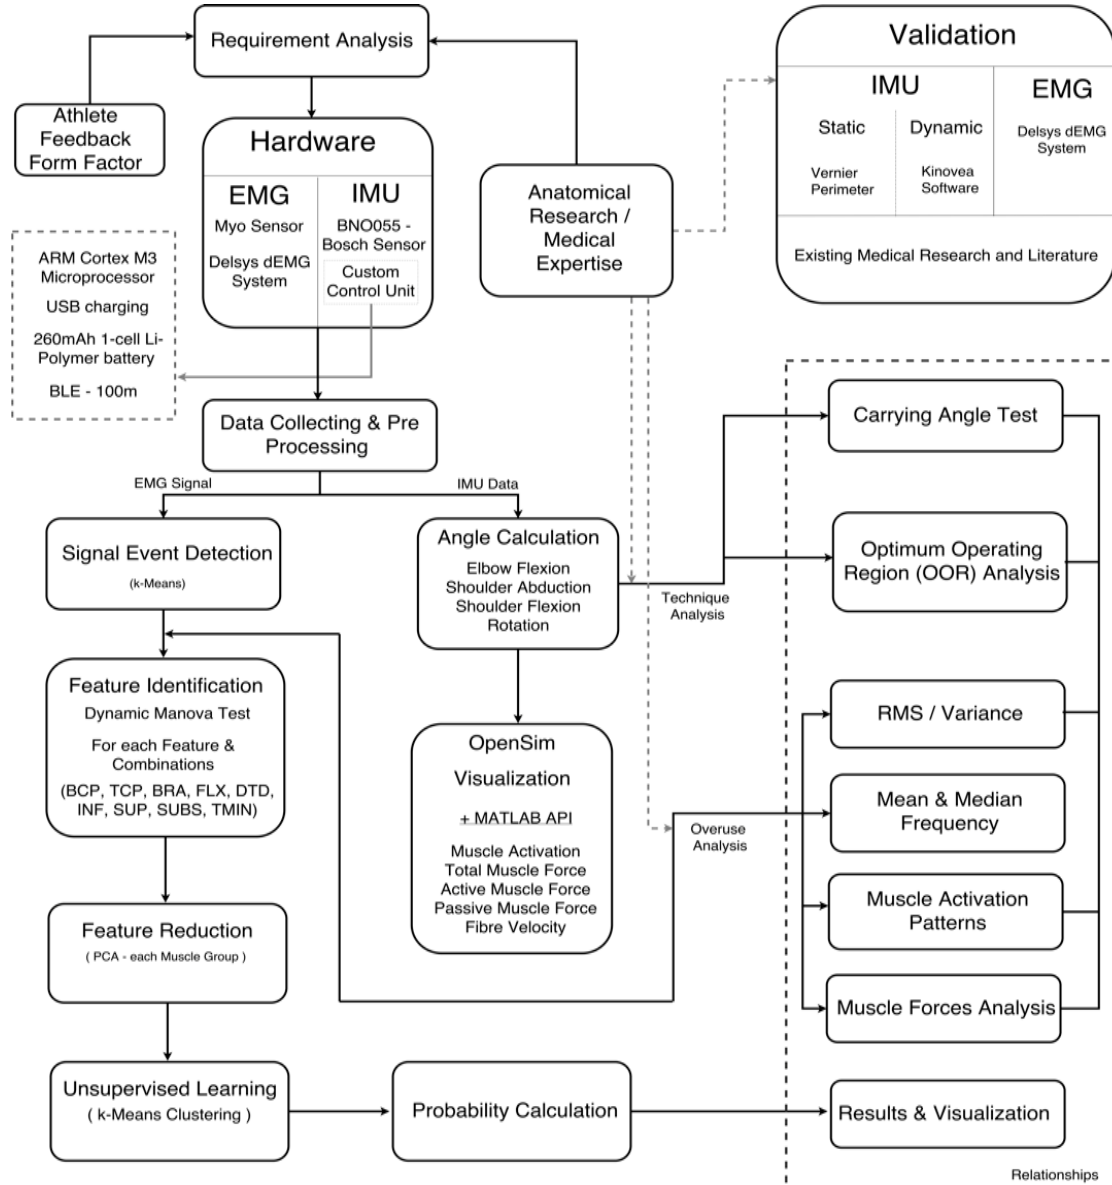 Requirement Analysis
Athlete
Feedback
Form Factor
Hardware
EMG
Myo Sensor
Delsys dEMG
System
IMU
BNO055 -
Bosch Sensor
Custom
Control Unit
ARM Cortex M3
Microprocessor
USB charging
260mAh 1-cell Li-
Polymer battery
BLE - 100m
Anatomical
Research /
Medical
Expertise
Validation
IMU
Static
Vernier
Perimeter
Dynamic
Kinovea
Software
EMG
Delsys dEMG
System
Existing Medical Research and Literature
Data Collecting & Pre
Processing
EMG Signal
IMU Data
Signal Event Detection
(k-Means)
Angle Calculation
Elbow Flexion
Shoulder Abduction
Shoulder Flexion
Rotation
Technique
Analysis
Carrying Angle Test
Optimum Operating
Region (OOR) Analysis
Feature Identification
Dynamic Manova Test
For each Feature &
Combinations
(BCP, TCP, BRA, FLX, DTD,
INF, SUP, SUBS, TMIN)
OpenSim
Visualization
+ MATLAB API
Muscle Activation
Total Muscle Force
Active Muscle Force
Passive Muscle Force
Fibre Velocity
Overuse
Analysis
RMS / Variance
Mean & Median
Frequency
Muscle Activation
Patterns
Muscle Forces Analysis
Feature Reduction
( PCA - each Muscle Group )
Unsupervised Learning
( k-Means Clustering )
Probability Calculation
Results & Visualization
Relationships